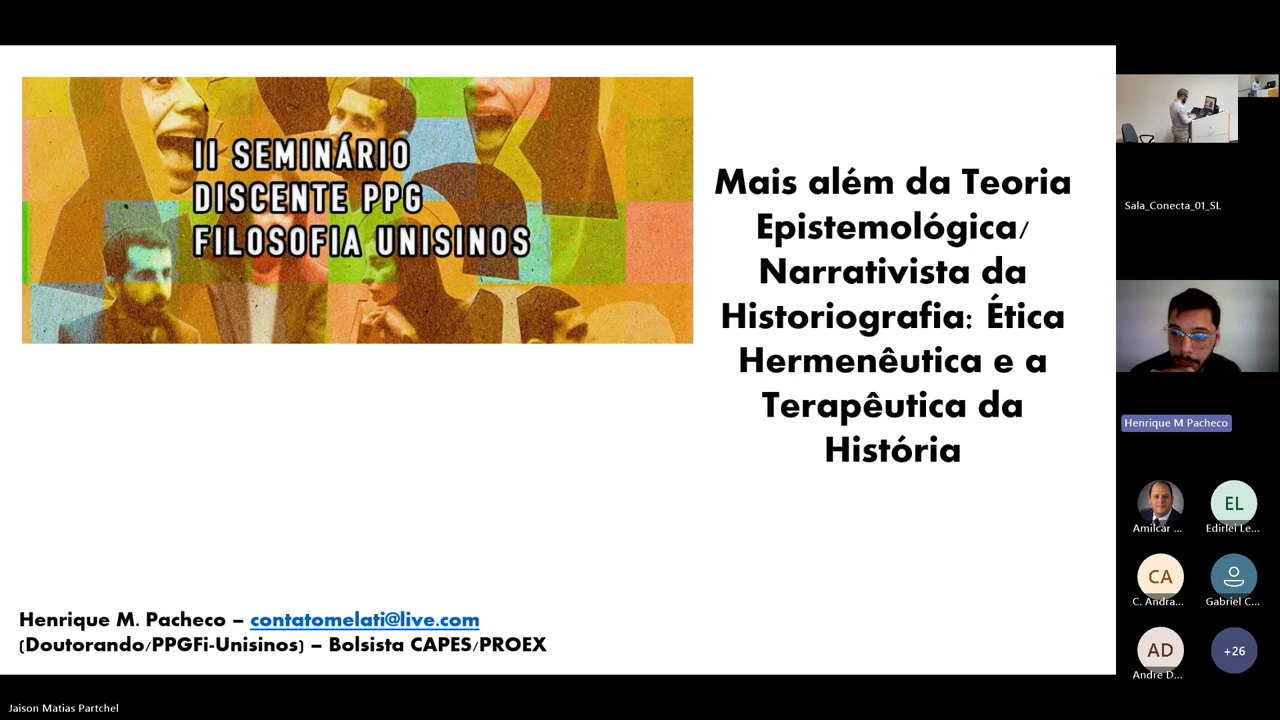 II SEMINÁRIO
DISCENTE PPG
FILOSOFIA UNISINOS
Mais além da Teoria
Epistemológica/
Narrativista da
Historiografia: Ética
Hermenêutica e a
Terapêutica da
História
Henrique M. Pacheco – contatomelati@live.com
(Doutorando/PPGFi-Unisinos) – Bolsista CAPES/PROEX
Sala_Conecta_01_SL
Henrique M Pacheco
Amilcar ...
EL
Edirlei Le...
CA
C. Andra...
Gabriel C...
AD
Andre D...
+26
Jaison Matias Partchel